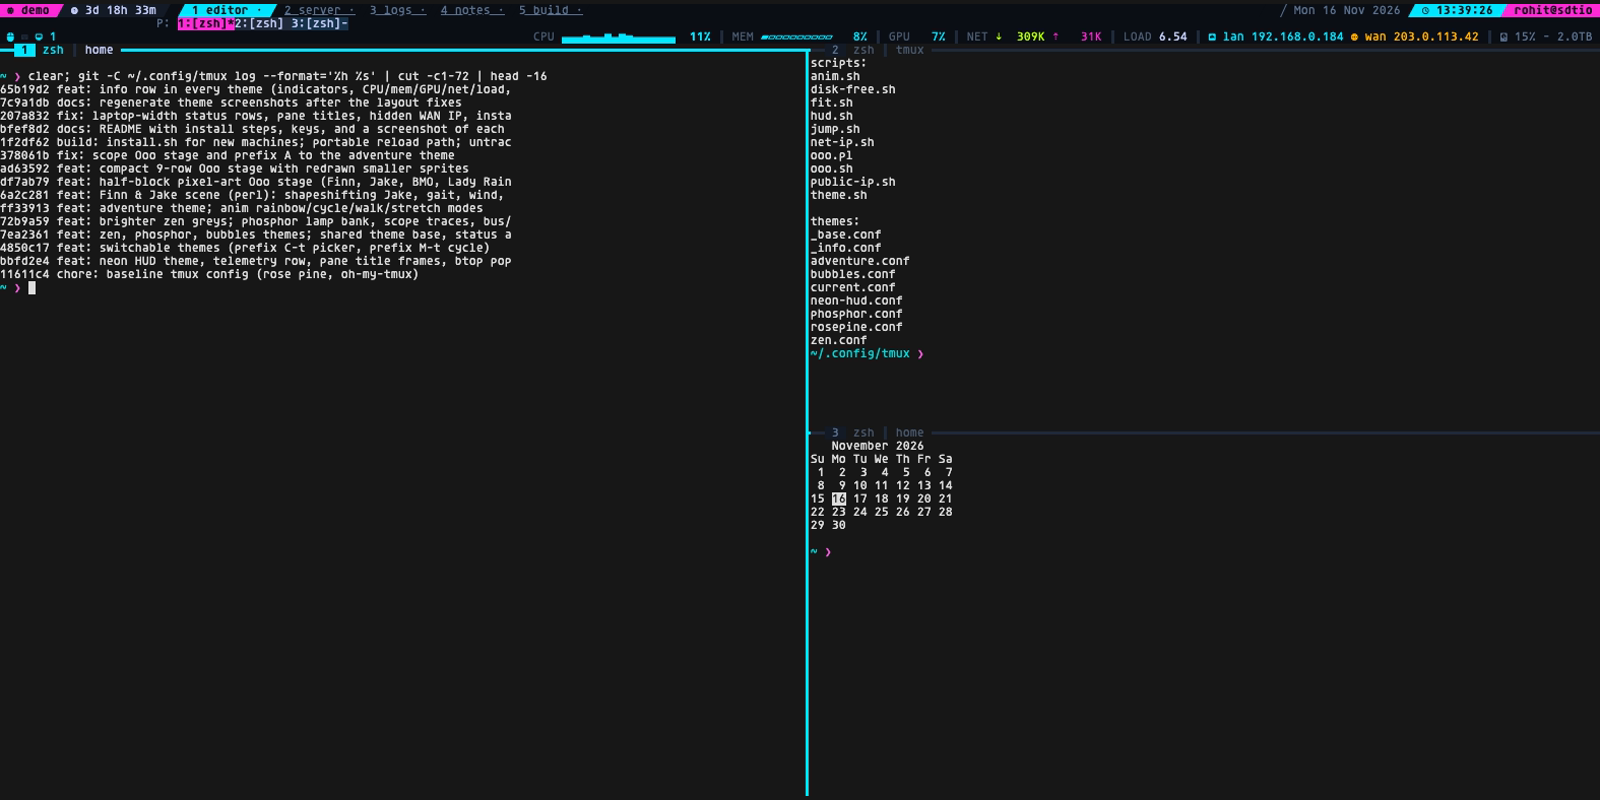 demo 3d 18h 33m 1 editor · 2 server · 3 logs · 4 notes · 5 build · / Mon 16 Nov 2026 13:39:26 rohit@sdtio
P: 1:[zsh]*2:[zsh] 3:[zsh]-
1 CPU 11% | MEM 8% | GPU 7% | NET ↓ 309K ↑ 31K | LOAD 6.54 | lan 192.168.0.184 wan 203.0.113.42 | 15% - 2.0TB
1 zsh | home
~ ❯ clear; git -C ~/.config/tmux log --format='%h %s' | cut -c1-72 | head -16
65b19d2 feat: info row in every theme (indicators, CPU/mem/GPU/net/load,
7c9a1db docs: regenerate theme screenshots after the layout fixes
207a832 fix: laptop-width status rows, pane titles, hidden WAN IP, insta
bfef8d2 docs: README with install steps, keys, and a screenshot of each
1f2df62 build: install.sh for new machines; portable reload path; untrac
378061b fix: scope Ooo stage and prefix A to the adventure theme
ad63592 feat: compact 9-row Ooo stage with redrawn smaller sprites
df7ab79 feat: half-block pixel-art Ooo stage (Finn, Jake, BMO, Lady Rain
6a2c281 feat: Finn & Jake scene (perl): shapeshifting Jake, gait, wind,
ff33913 feat: adventure theme; anim rainbow/cycle/walk/stretch modes
72b9a59 feat: brighter zen greys; phosphor lamp bank, scope traces, bus/
7ea2361 feat: zen, phosphor, bubbles themes; shared theme base, status a
4850c17 feat: switchable themes (prefix C-t picker, prefix M-t cycle)
bbfd2e4 feat: neon HUD theme, telemetry row, pane title frames, btop pop
11611c4 chore: baseline tmux config (rose pine, oh-my-tmux)
~ ❯
2 zsh | tmux
scripts:
anim.sh
disk-free.sh
fit.sh
hud.sh
jump.sh
net-ip.sh
ooo.pl
ooo.sh
public-ip.sh
theme.sh
themes:
_base.conf
_info.conf
adventure.conf
bubbles.conf
current.conf
neon-hud.conf
phosphor.conf
rosepine.conf
zen.conf
~/.config/tmux ❯
3 zsh | home
November 2026
Su Mo Tu We Th Fr Sa
1 2 3 4 5 6 7
8 9 10 11 12 13 14
15 16 17 18 19 20 21
22 23 24 25 26 27 28
29 30
~ ❯